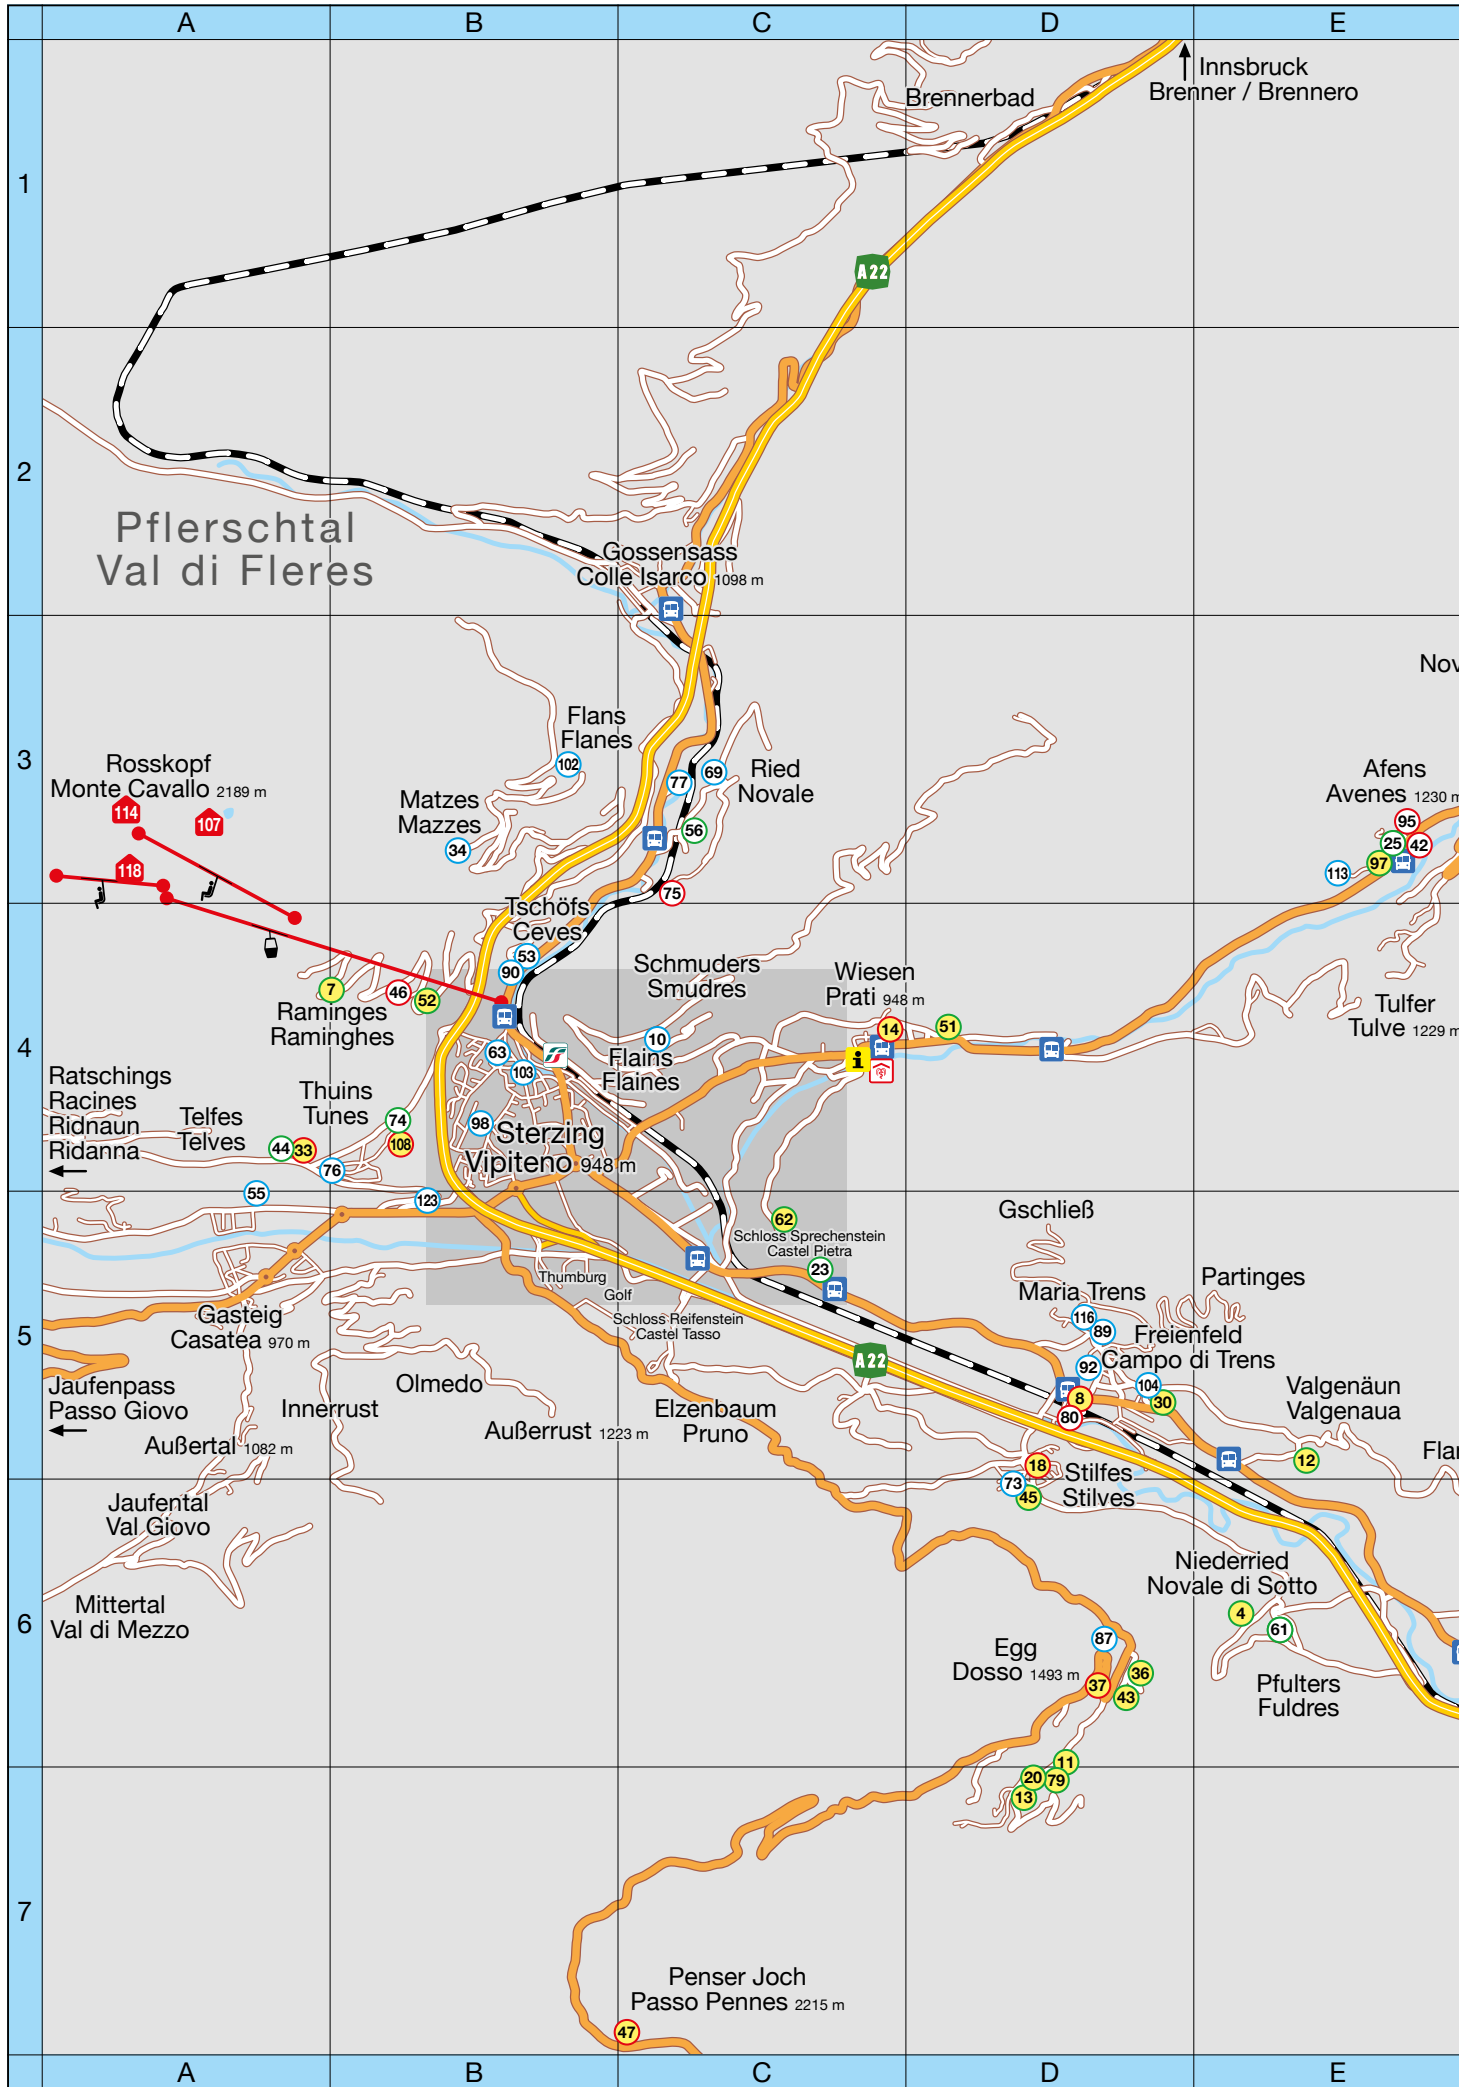 A B C D E
Innsbruck
Brenner / Brennero
Brennerbad
1
A22
2
Pflerschtal
Val di Fleres
Gossensass
Colle Isarco 1098 m
Nov
Flans
Flanes
102
3
Rosskopf
Monte Cavallo 2189 m
114
107
118
Matzes
Mazzes
34
77
69
Ried
Novale
56
75
Afens
Avenes 1230 m
95
25
42
97
113
Tschöfs
Ceves
53
90
Schmuders
Smudres
Wiesen
Prati 948 m
14
51
i
7
46
52
Raminges
Raminghes
Tulfer
Tulve 1229 m
4
63
103
10
Flains
Flaines
Ratschings
Racines
Ridnaun
Ridanna
Telfes
Telves
Thuins
Tunes
74
108
44
33
76
98
Sterzing
Vipiteno 948 m
55
123
62
Schloss Sprechenstein
Castel Pietra
23
Gschließ
Thumburg
Golf
Schloss Reifenstein
Castel Tasso
Maria Trens
Partinges
116
89
Freienfeld
Campo di Trens
92
104
8
30
80
5
Gasteig
Casatea 970 m
A22
Jaufenpass
Passo Giovo
Innerrust
Olmedo
Außerrust 1223 m
Elzenbaum
Pruno
Valgenäun
Valgenaua
12
Flan
Außertal 1082 m
18
73
45
Stilfes
Stilves
Jaufental
Val Giovo
Mittertal
Val di Mezzo
Niederried
Novale di Sotto
4
61
6
87
Egg
Dosso 1493 m
37
36
43
Pfulters
Fuldres
11
20
79
13
7
Penser Joch
Passo Pennes 2215 m
47
A B C D E